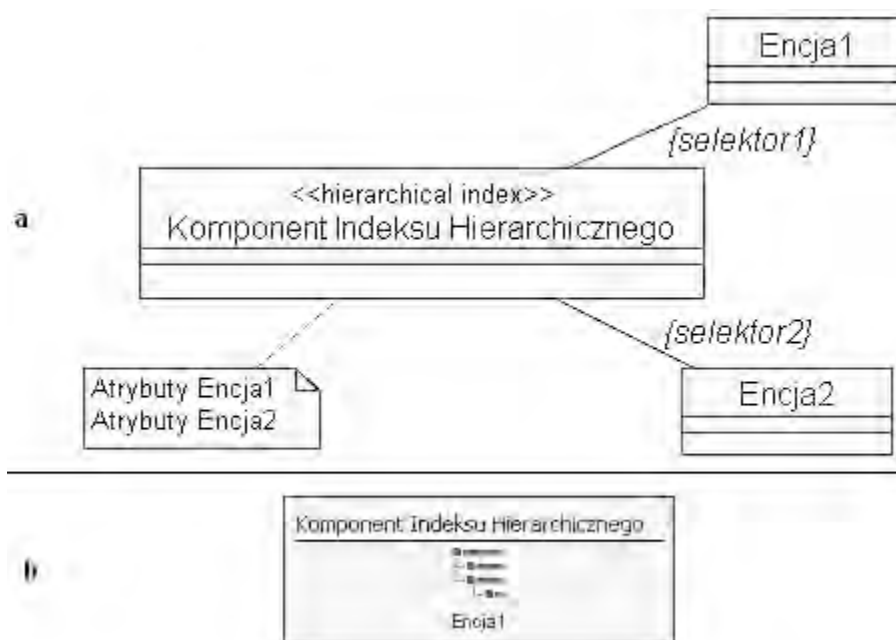 Encja1
{selektor1}
<<hierarchical index>>
Komponent Indeksu Hierarchicznego
a
{selektor2}
Atrybuty Encja1
Atrybuty Encja2
Encja2
Komponent Indeksu Hierarchicznego
b
Encja1